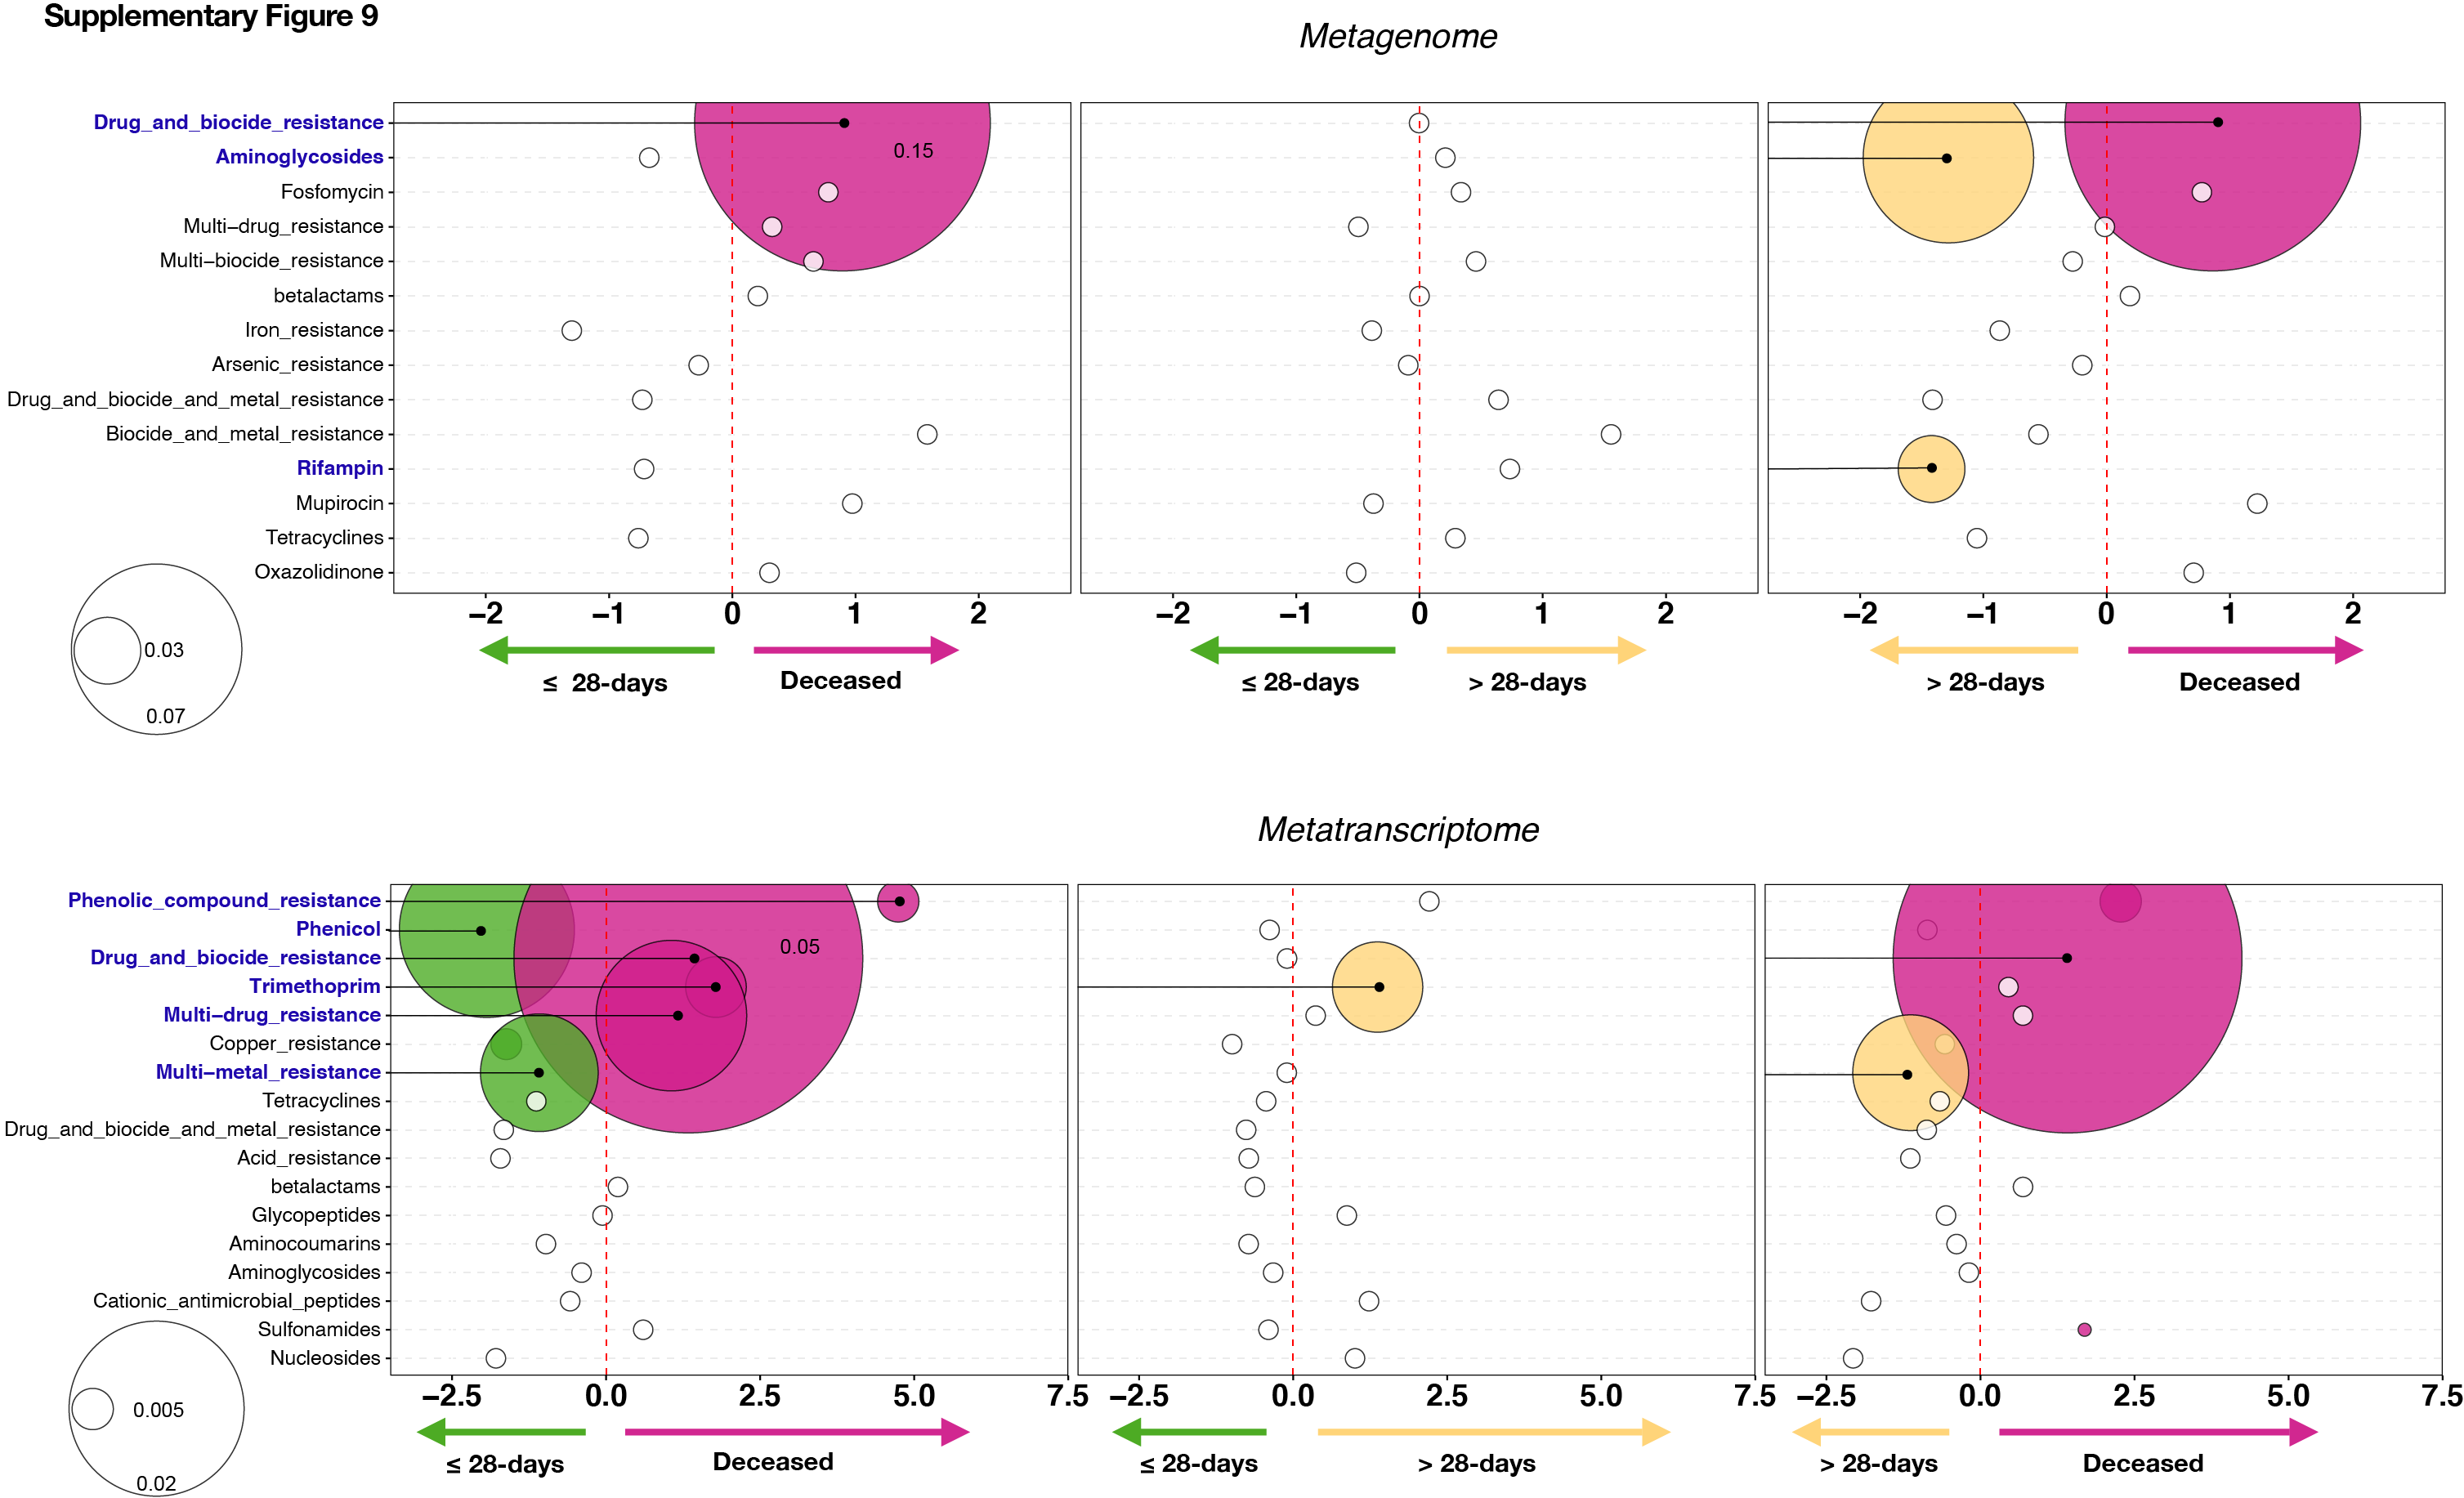 Supplementary Figure 9
Metagenome
Drug_and_biocide_resistance
Aminoglycosides
0.15
Fosfomycin
Multi−drug_resistance
Multi−biocide_resistance
betalactams
Iron_resistance
Arsenic_resistance
Drug_and_biocide_and_metal_resistance
Biocide_and_metal_resistance
Rifampin
Mupirocin
Tetracyclines
Oxazolidinone
−2 −1 0 1 2 −2 −1 0 1 2 −2 −1 0 1 2
0.03
0.07
≤ 28-days Deceased ≤ 28-days > 28-days > 28-days Deceased
Metatranscriptome
Phenolic_compound_resistance
Phenicol
0.05
Drug_and_biocide_resistance
Trimethoprim
Multi−drug_resistance
Copper_resistance
Multi−metal_resistance
Tetracyclines
Drug_and_biocide_and_metal_resistance
Acid_resistance
betalactams
Glycopeptides
Aminocoumarins
Aminoglycosides
Cationic_antimicrobial_peptides
Sulfonamides
Nucleosides
−2.5 0.0 2.5 5.0 7.5 −2.5 0.0 2.5 5.0 7.5 −2.5 0.0 2.5 5.0 7.5
0.005
0.02
≤ 28-days Deceased ≤ 28-days > 28-days > 28-days Deceased